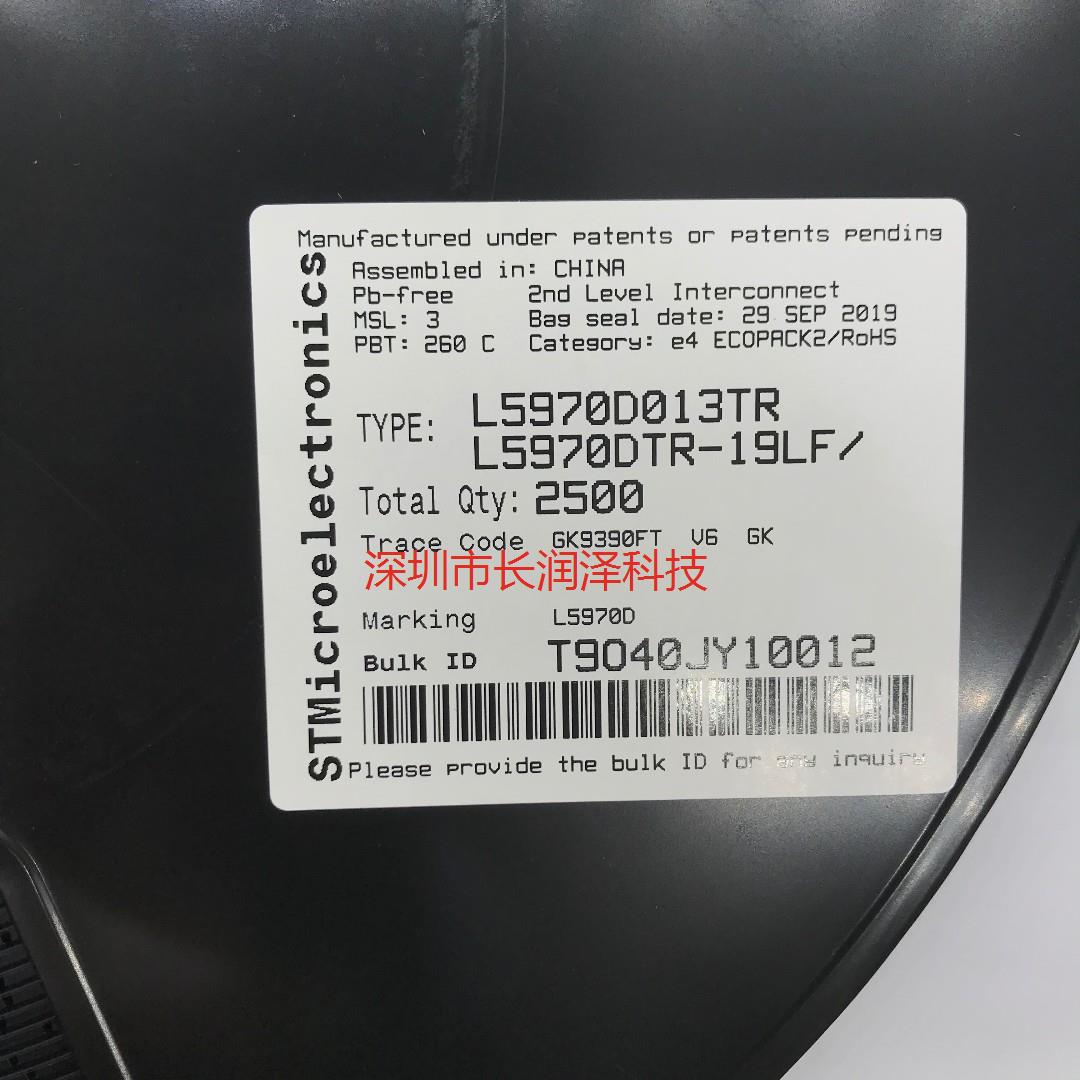 Manufactured under patents or patents pending
STMicroelectronics
Assembled in: CHINA
Pb-free 2nd Level Interconnect
MSL: 3 Bag seal date: 29 SEP 2019
PBT: 260 C Category: e4 ECOPACK2/RoHS
TYPE: L5970D013TR
L5970DTR-19LF/
Total Qty: 2500
Trace Code GK9390FT V6 GK
深圳市长润泽科技
Marking L5970D
Bulk ID T9O40JY10012
Please provide the bulk ID for any inquiry